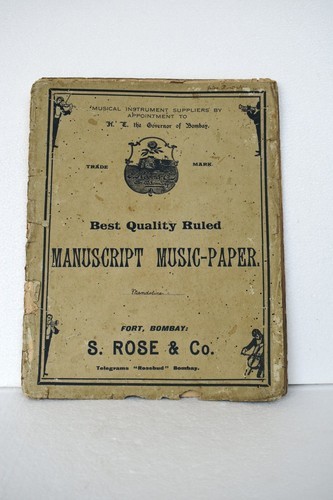 MUSICAL INSTRUMENT SUPPLIERS BY
APPOINTMENT TO
H. E. the Governor of Bombay.
TRADE MARK
Best Quality Ruled
MANUSCRIPT MUSIC-PAPER.
Mandoline
FORT, BOMBAY:
S. ROSE & Co.
Telegrams "Rosebud" Bombay.